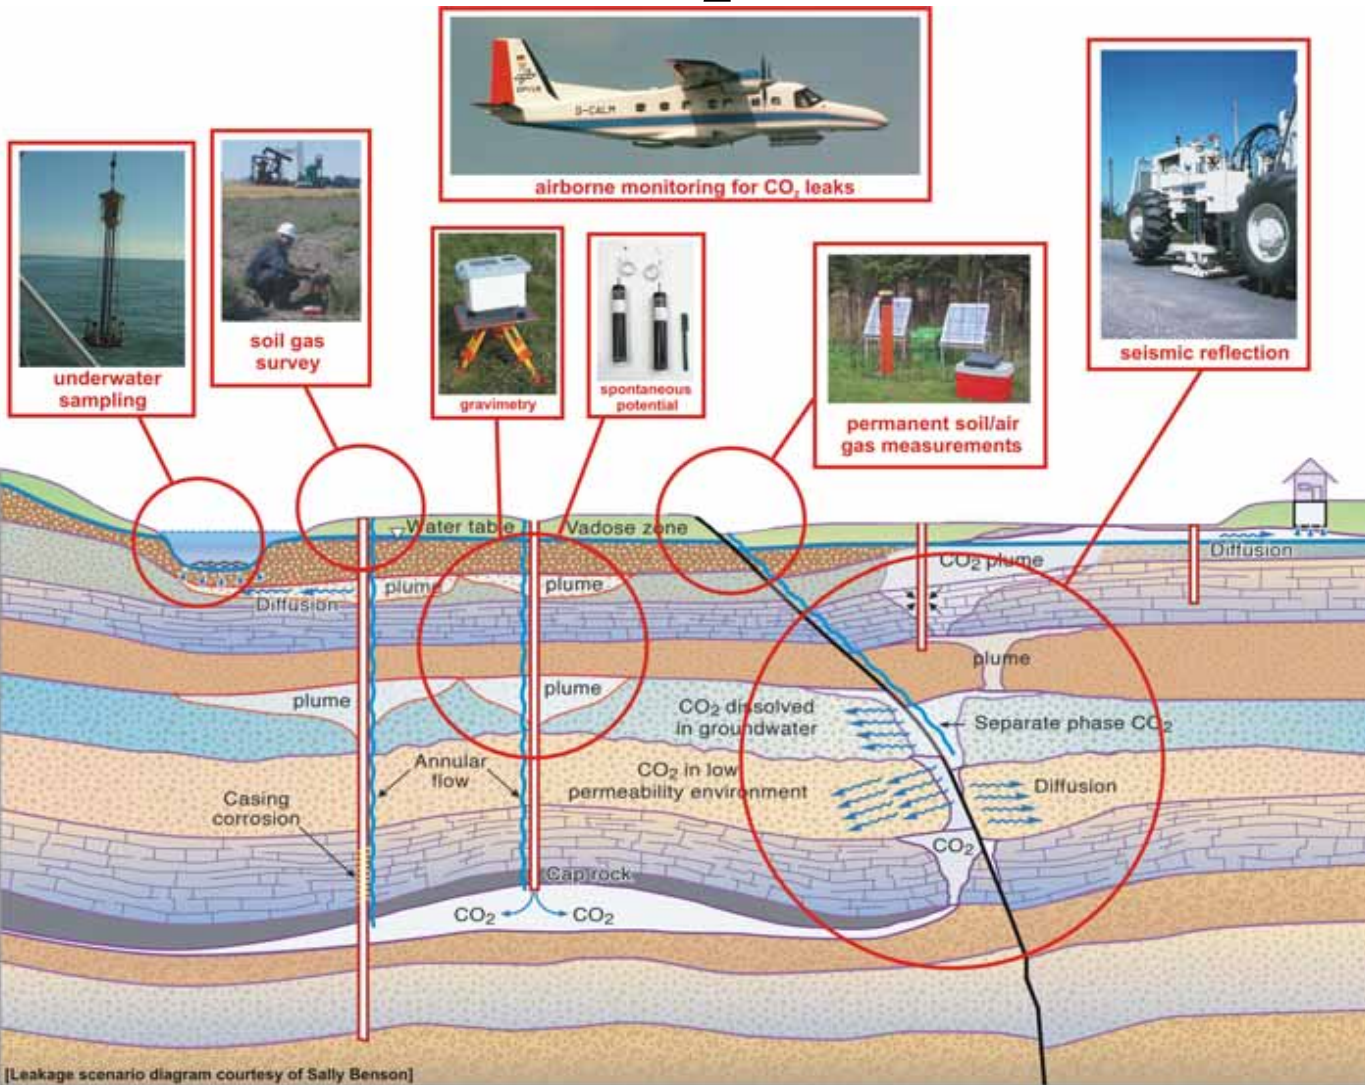 D-CALM
airborne monitoring for CO₂ leaks
underwater
sampling
soil gas
survey
gravimetry
spontaneous
potential
permanent soil/air
gas measurements
seismic reflection
Water table
Vadose zone
CO₂ plume
Diffusion
plume
plume
Diffusion
plume
plume
plume
CO₂ dissolved
in groundwater
Separate phase CO₂
Annular
flow
CO₂ in low
permeability environment
Diffusion
Casing
corrosion
CO₂
Cap rock
CO₂
CO₂
[Leakage scenario diagram courtesy of Sally Benson]